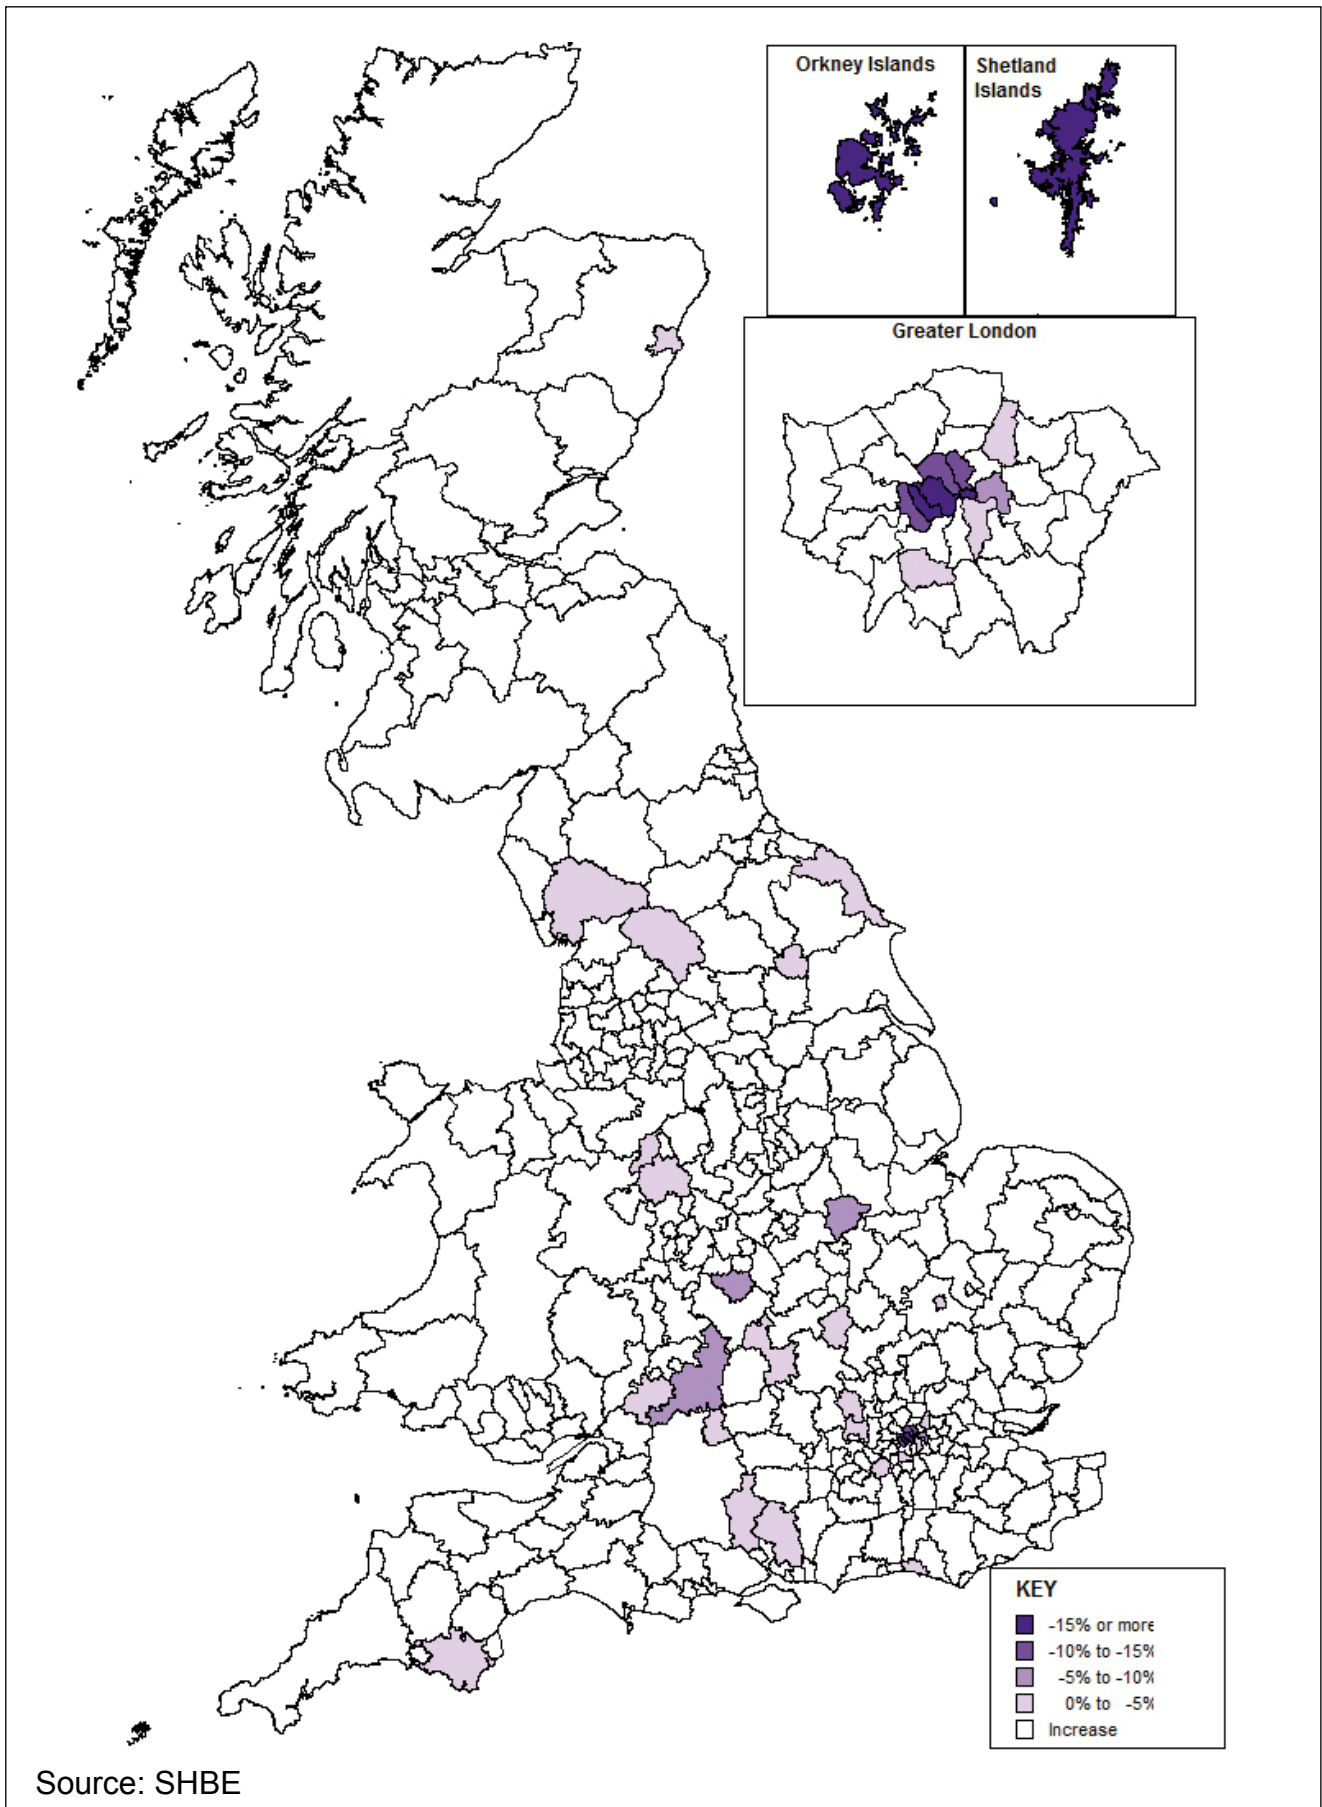 Orkney Islands
Shetland
Islands
Greater London
KEY
-15% or more
-10% to -15%
-5% to -10%
0% to -5%
Increase
Source: SHBE